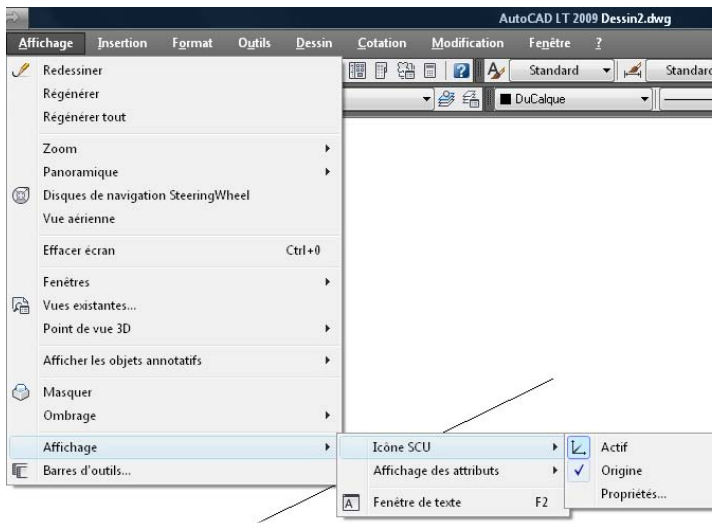 AutoCAD LT 2009 Dessin2.dwg
Affichage Insertion Format Outils Dessin Cotation Modification Fenêtre ?
Redessiner
Standard
Standard
Régénérer
DuCalque
Régénérer tout
Zoom
Panoramique
Disques de navigation SteeringWheel
Vue aérienne
Effacer écran Ctrl+0
Fenêtres
Vues existantes...
Point de vue 3D
Afficher les objets annotatifs
Masquer
Ombrage
Affichage
Icône SCU
Actif
Barres d'outils...
Affichage des attributs
Origine
A Fenêtre de texte F2
Propriétés...